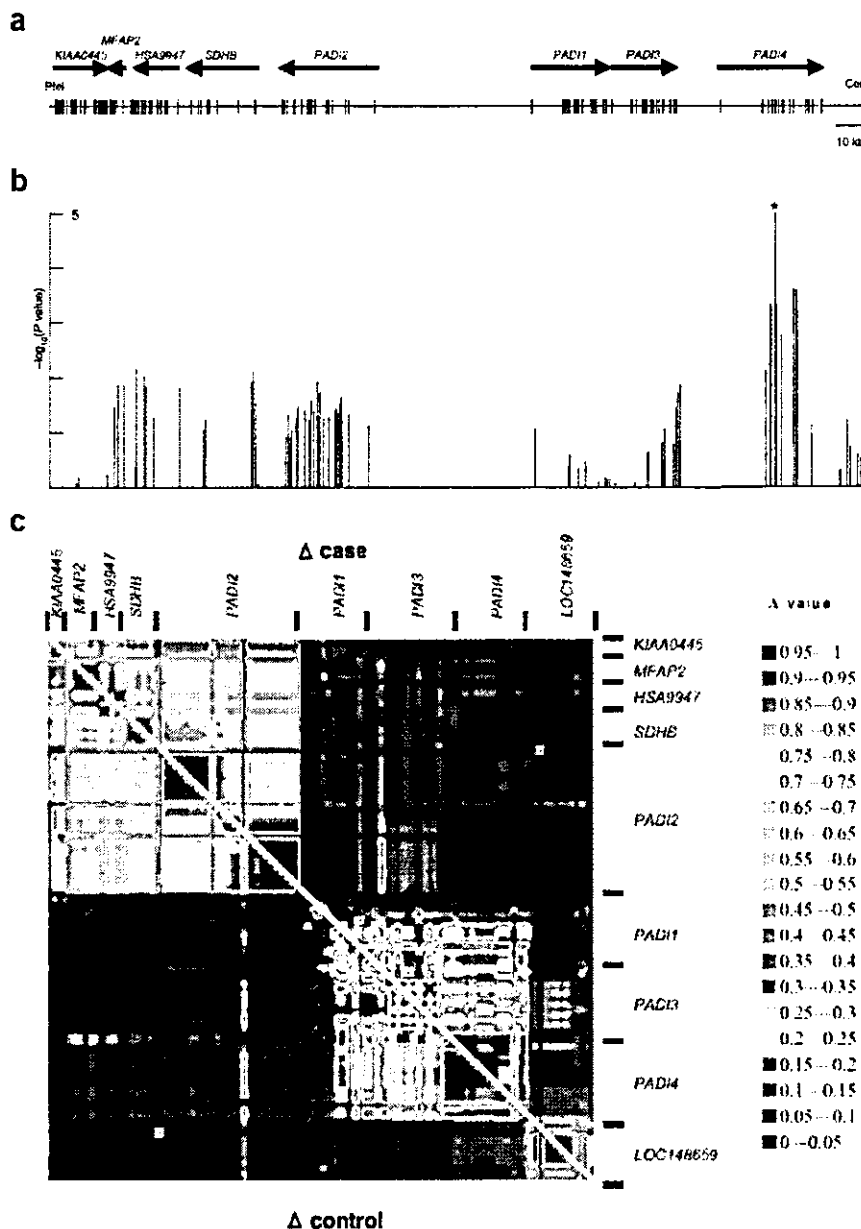 a
MFAP2
KIAA0445 HSA9947 SDHB PADI2 PADI1 PADI3 PADI4
Ptel Cen
10 kb
b
5
*
–log10(P value)
c
Δ case
KIAA0445 MFAP2 HSA9947 SDHB PADI2 PADI1 PADI3 PADI4 LOC148659
Δ value
KIAA0445
MFAP2
HSA9947
SDHB
PADI2
PADI1
PADI3
PADI4
LOC148659
0.95–1
0.9–0.95
0.85–0.9
0.8–0.85
0.75–0.8
0.7–0.75
0.65–0.7
0.6–0.65
0.55–0.6
0.5–0.55
0.45–0.5
0.4–0.45
0.35–0.4
0.3–0.35
0.25–0.3
0.2–0.25
0.15–0.2
0.1–0.15
0.05–0.1
0–0.05
Δ control